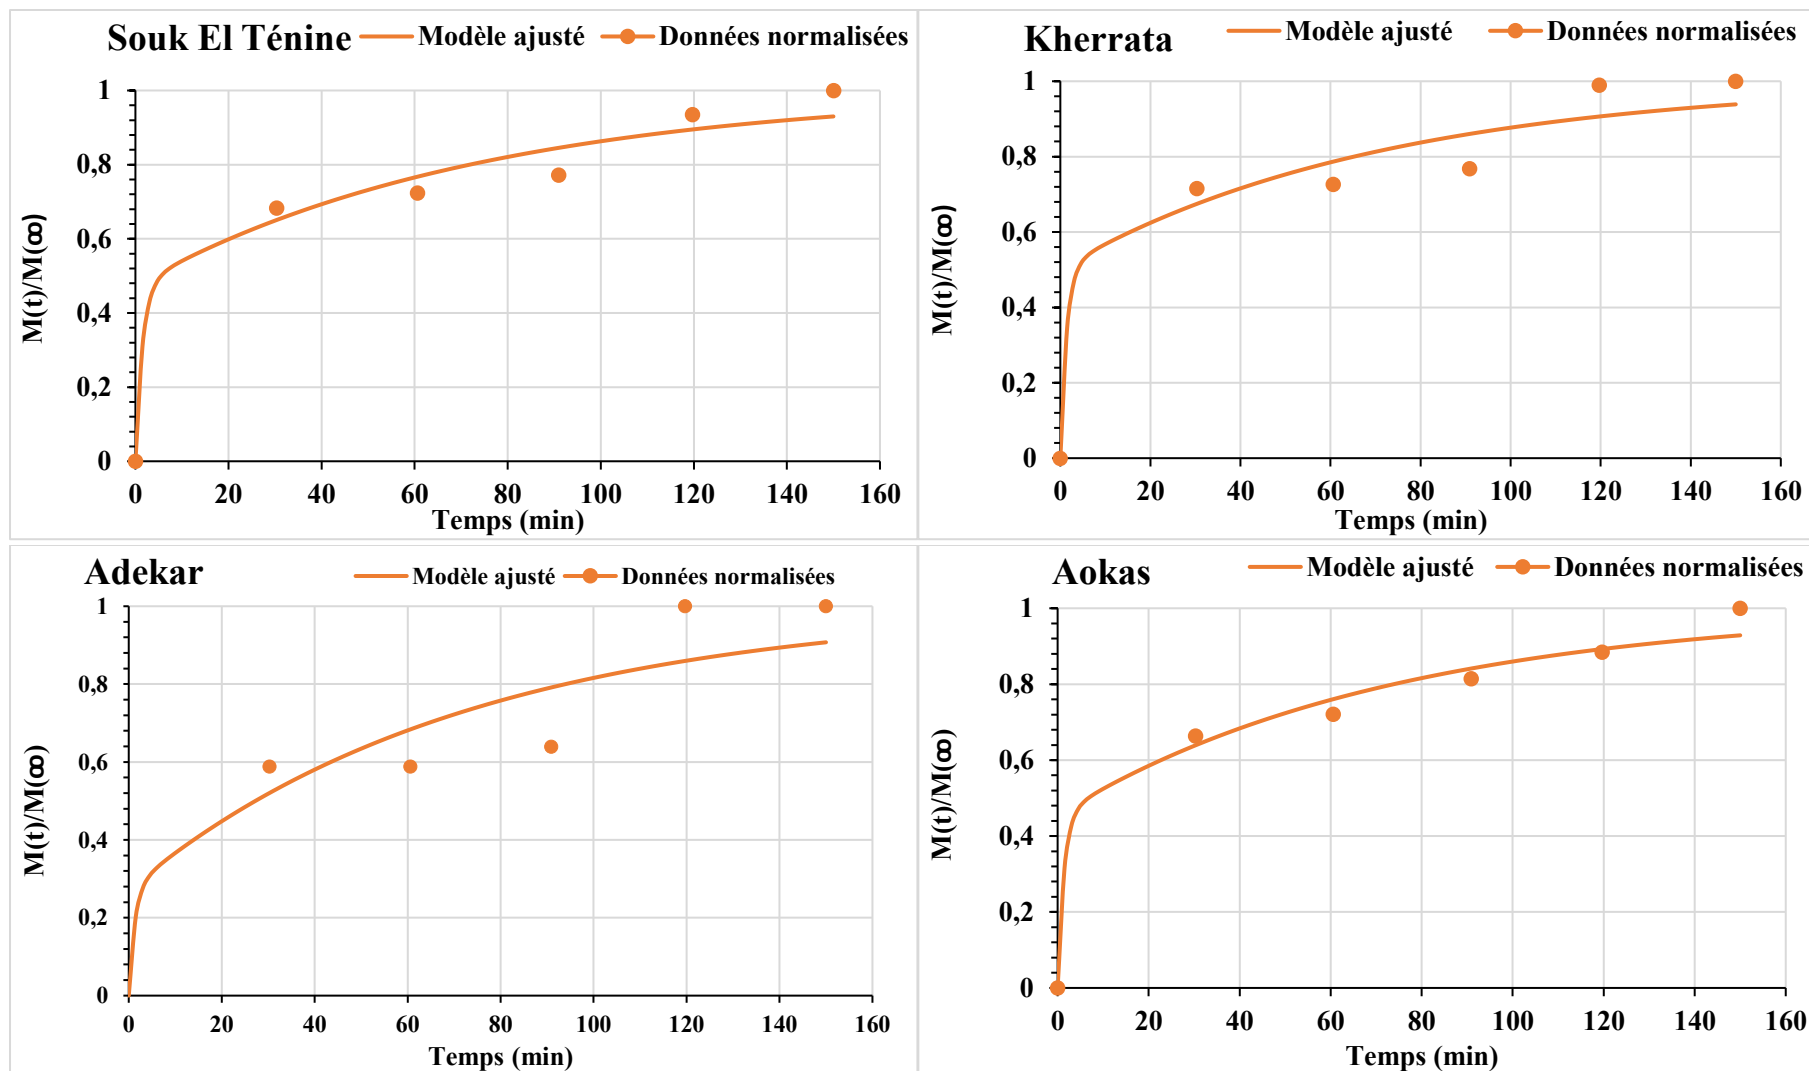 Souk El Ténine
Modèle ajusté
Données normalisées
M(t)/M(∞)
1
0,8
0,6
0,4
0,2
0
0 20 40 60 80 100 120 140 160
Temps (min)
Kherrata
Modèle ajusté
Données normalisées
M(t)/M(∞)
1
0,8
0,6
0,4
0,2
0
0 20 40 60 80 100 120 140 160
Temps (min)
Adekar
Modèle ajusté
Données normalisées
M(t)/M(∞)
1
0,8
0,6
0,4
0,2
0
0 20 40 60 80 100 120 140 160
Temps (min)
Aokas
Modèle ajusté
Données normalisées
M(t)/M(∞)
1
0,8
0,6
0,4
0,2
0
0 20 40 60 80 100 120 140 160
Temps (min)